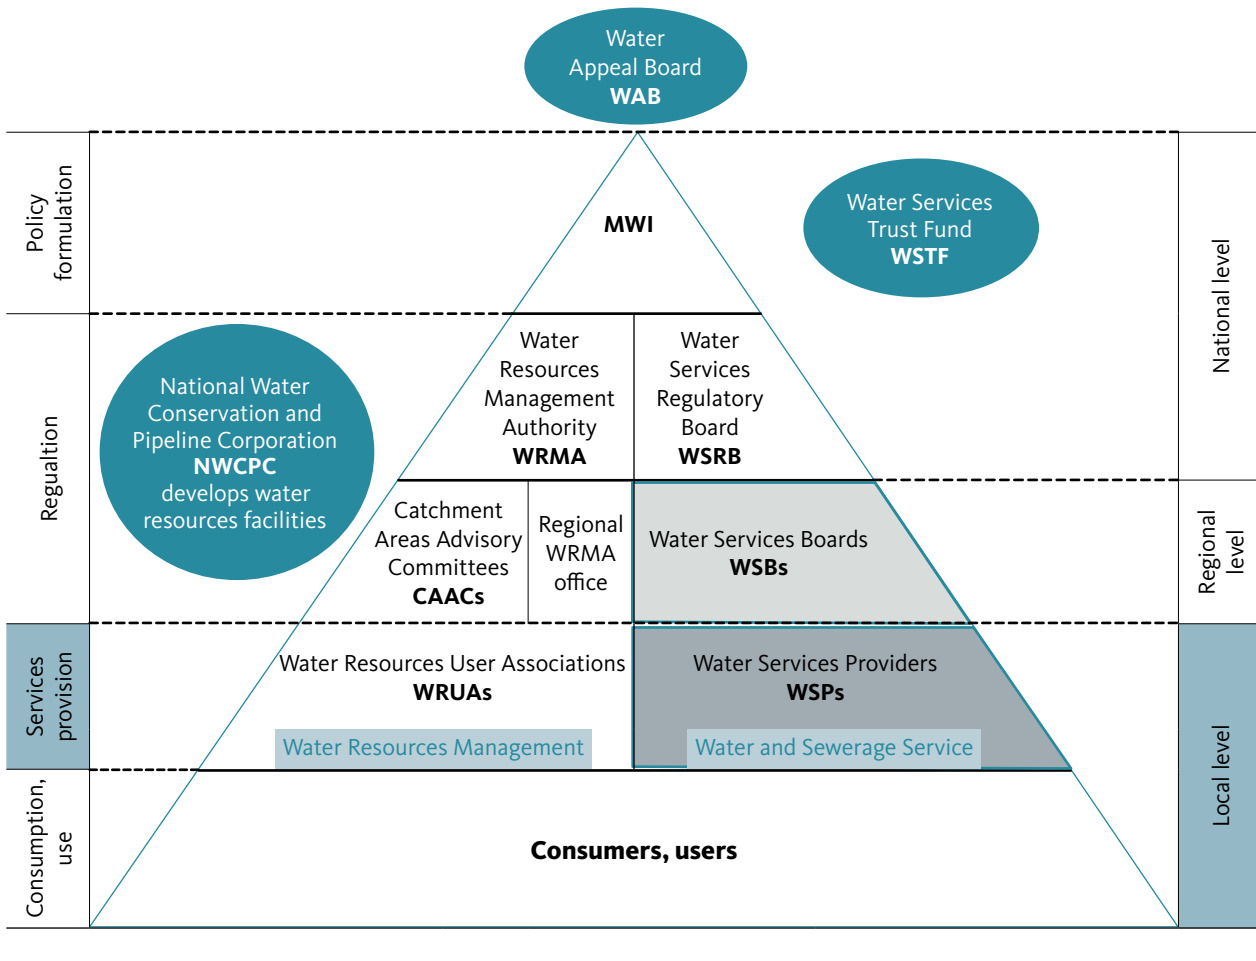 Water
Appeal Board
WAB
Policy
formulation
MWI
Water Services
Trust Fund
WSTF
National level
Regualtion
National Water
Conservation and
Pipeline Corporation
NWCPC
develops water
resources facilities
Water
Resources
Management
Authority
WRMA
Water
Services
Regulatory
Board
WSRB
Catchment
Areas Advisory
Committees
CAACs
Regional
WRMA
office
Water Services Boards
WSBs
Regional
level
Services
provision
Water Resources User Associations
WRUAs
Water Resources Management
Water Services Providers
WSPs
Water and Sewerage Service
Local level
Consumption,
use
Consumers, users